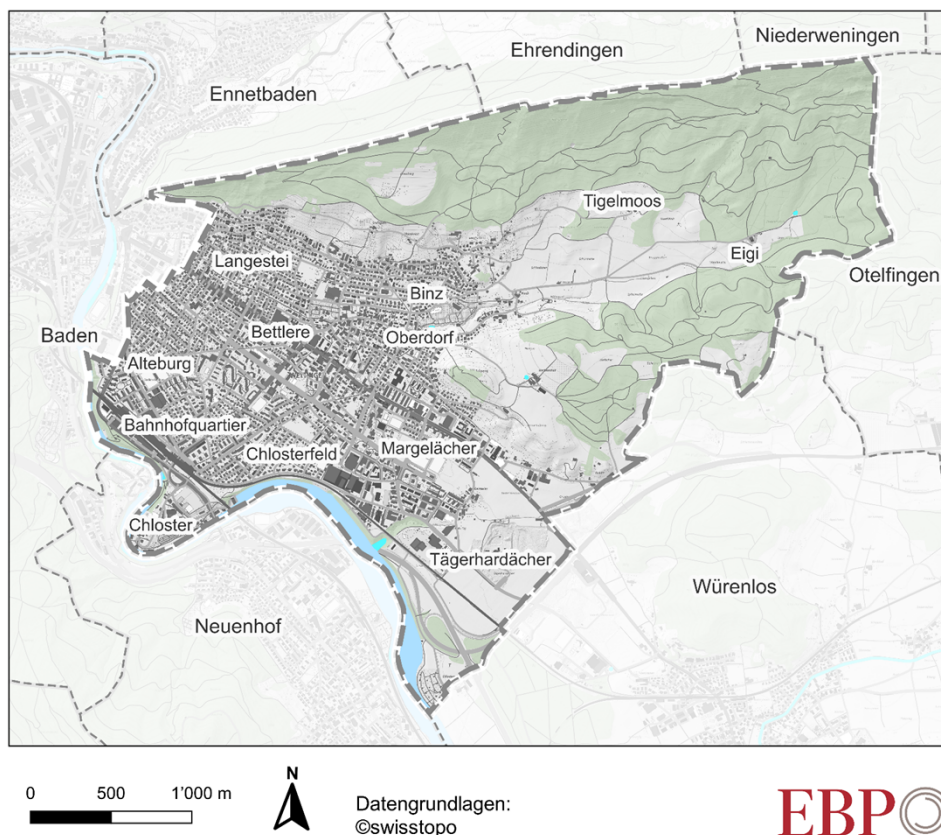 Niederweningen
Ehrendingen
Ennetbaden
Tigelmoos
Eigi
Langestei
Otelfingen
Binz
Bettlere
Oberdorf
Baden
Alteburg
Bahnhofquartier
Margelächer
Chlosterfeld
Chloster
Tägerhardächer
Würenlos
Neuenhof
N
0 500 1'000 m
Datengrundlagen:
©swisstopo
EBP